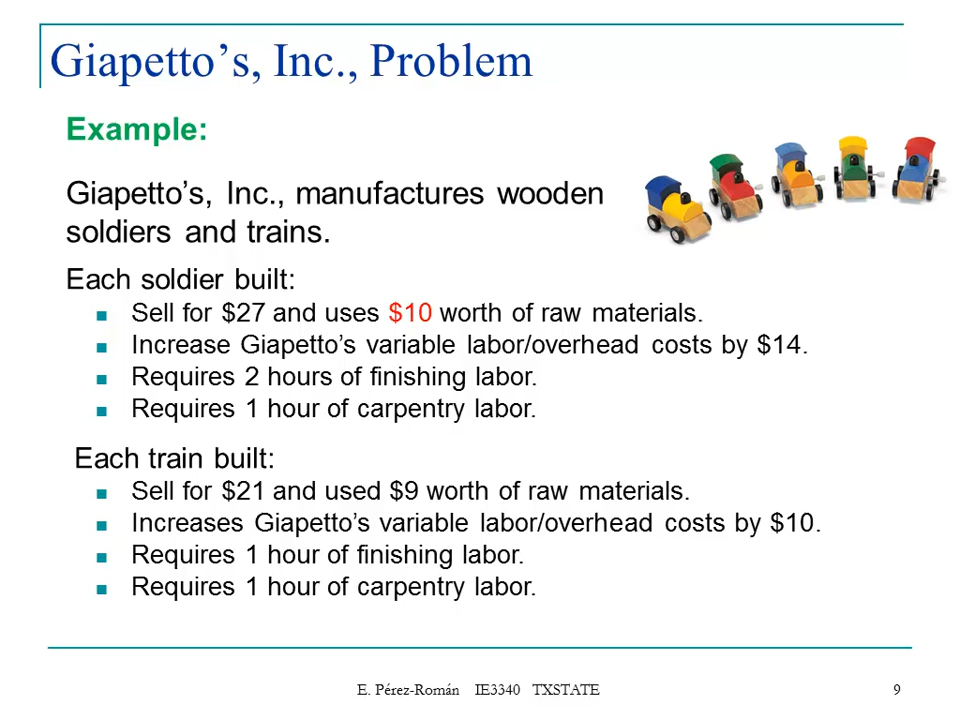 Giapetto’s, Inc., Problem
Example:
Giapetto’s, Inc., manufactures wooden
soldiers and trains.
Each soldier built:
■ Sell for $27 and uses $10 worth of raw materials.
■ Increase Giapetto’s variable labor/overhead costs by $14.
■ Requires 2 hours of finishing labor.
■ Requires 1 hour of carpentry labor.
Each train built:
■ Sell for $21 and used $9 worth of raw materials.
■ Increases Giapetto’s variable labor/overhead costs by $10.
■ Requires 1 hour of finishing labor.
■ Requires 1 hour of carpentry labor.
E. Pérez-Román IE3340 TXSTATE 9